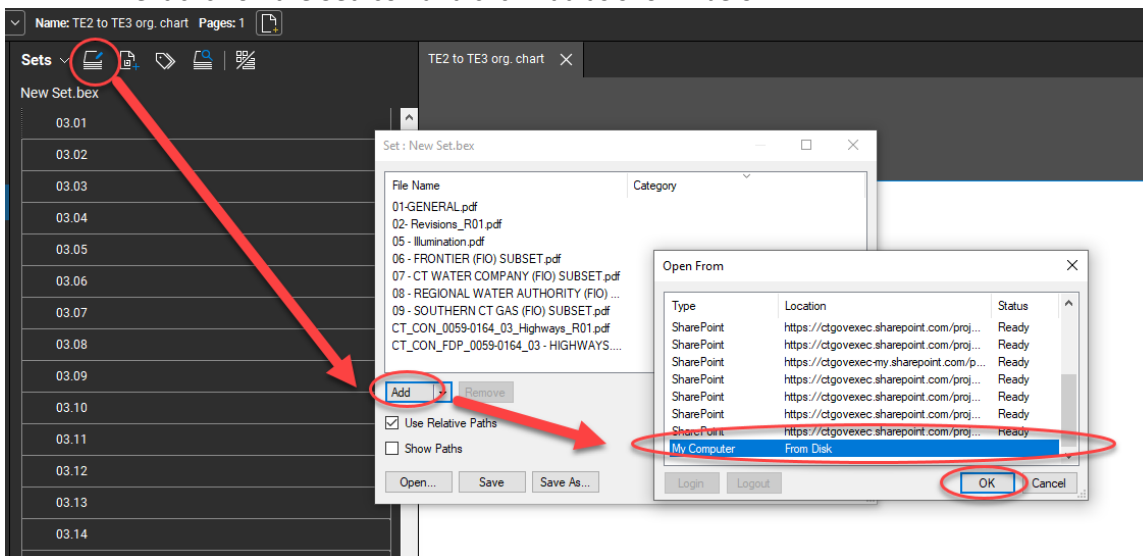 Name: TE2 to TE3 org. chart Pages: 1
Sets
TE2 to TE3 org. chart
New Set.bex
03.01
03.02
03.03
03.04
03.05
03.06
03.07
03.08
03.09
03.10
03.11
03.12
03.13
03.14
Set : New Set.bex
File Name Category
01-GENERAL.pdf
02- Revisions_R01.pdf
05 - Illumination.pdf
06 - FRONTIER (FIO) SUBSET.pdf
07 - CT WATER COMPANY (FIO) SUBSET.pdf
08 - REGIONAL WATER AUTHORITY (FIO) ...
09 - SOUTHERN CT GAS (FIO) SUBSET.pdf
CT_CON_0059-0164_03_Highways_R01.pdf
CT_CON_FDP_0059-0164_03 - HIGHWAYS....
Add Remove
Use Relative Paths
Show Paths
Open... Save Save As...
Open From
Type Location Status
SharePoint https://ctgovexec.sharepoint.com/proj... Ready
SharePoint https://ctgovexec.sharepoint.com/proj... Ready
SharePoint https://ctgovexec-my.sharepoint.com/p... Ready
SharePoint https://ctgovexec.sharepoint.com/proj... Ready
SharePoint https://ctgovexec.sharepoint.com/proj... Ready
SharePoint https://ctgovexec.sharepoint.com/proj... Ready
SharePoint https://ctgovexec.sharepoint.com/proj... Ready
My Computer From Disk
Login Logout OK Cancel